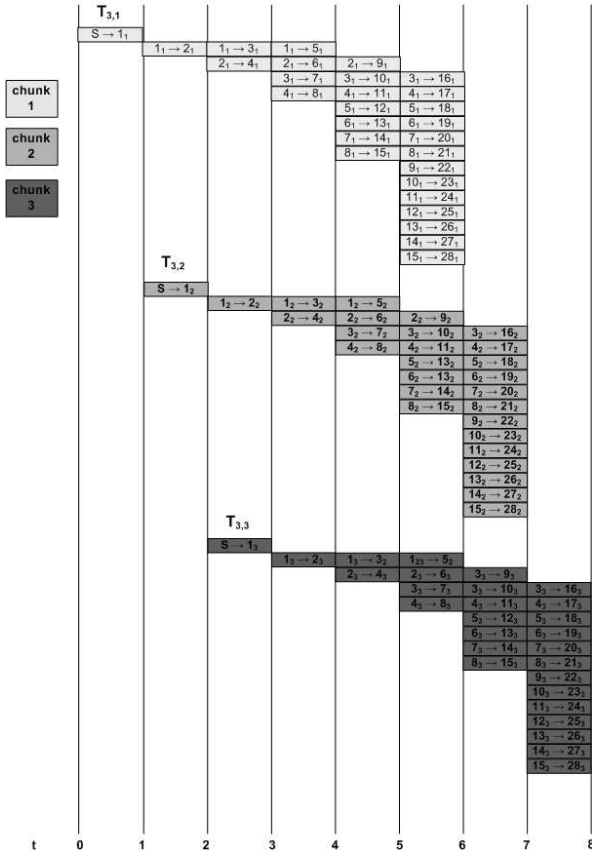 T3,1
S → 1₁
1₁ → 2₁ 1₁ → 3₁ 1₁ → 5₁
2₁ → 4₁ 2₁ → 6₁ 2₁ → 9₁
3₁ → 7₁ 3₁ → 10₁ 3₁ → 16₁
chunk 4₁ → 8₁ 4₁ → 11₁ 4₁ → 17₁
1 5₁ → 12₁ 5₁ → 18₁
6₁ → 13₁ 6₁ → 19₁
chunk 7₁ → 14₁ 7₁ → 20₁
2 8₁ → 15₁ 8₁ → 21₁
9₁ → 22₁
chunk 10₁ → 23₁
3 11₁ → 24₁
12₁ → 25₁
13₁ → 26₁
14₁ → 27₁
15₁ → 28₁
T3,2
S → 1₂
1₂ → 2₂ 1₂ → 3₂ 1₂ → 5₂
2₂ → 4₂ 2₂ → 6₂ 2₂ → 9₂
3₂ → 7₂ 3₂ → 10₂ 3₂ → 16₂
4₂ → 8₂ 4₂ → 11₂ 4₂ → 17₂
5₂ → 13₂ 5₂ → 18₂
6₂ → 13₂ 6₂ → 19₂
7₂ → 14₂ 7₂ → 20₂
8₂ → 15₂ 8₂ → 21₂
9₂ → 22₂
10₂ → 23₂
11₂ → 24₂
12₂ → 25₂
13₂ → 26₂
14₂ → 27₂
15₂ → 28₂
T3,3
S → 1₃
1₃ → 2₃ 1₃ → 3₂ 1₂₃ → 5₂
2₃ → 4₃ 2₃ → 6₃ 3₃ → 9₃
3₃ → 7₃ 3₃ → 10₃ 3₃ → 16₃
4₃ → 8₃ 4₃ → 11₃ 4₃ → 17₃
5₃ → 12₃ 5₃ → 18₃
6₃ → 13₃ 6₃ → 19₃
7₃ → 14₃ 7₃ → 20₃
8₃ → 15₃ 8₃ → 21₃
9₃ → 22₃
10₃ → 23₃
11₃ → 24₃
12₃ → 25₃
13₃ → 26₃
14₃ → 27₃
15₃ → 28₃
t 0 1 2 3 4 5 6 7 8